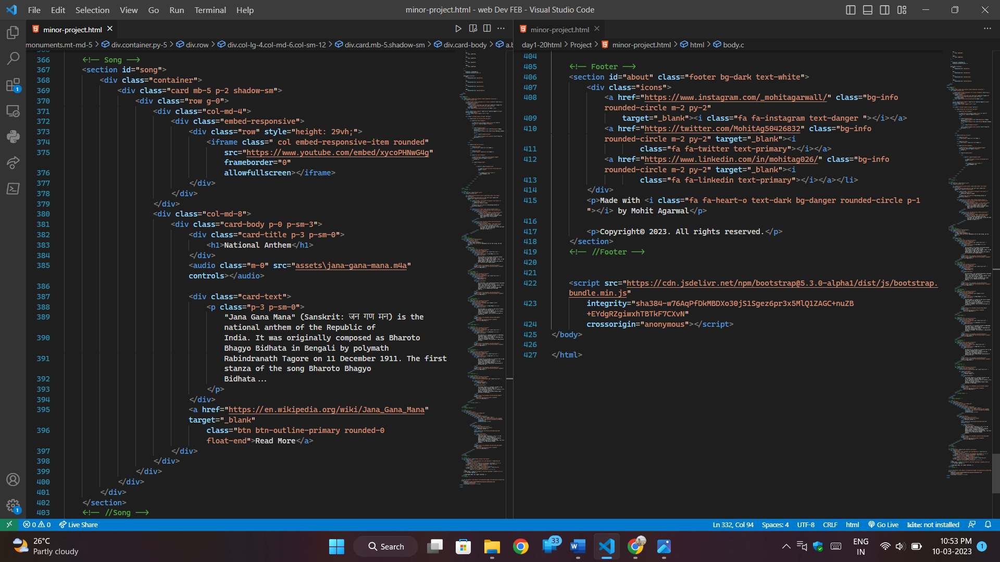 File Edit Selection View Go Run Terminal Help
minor-project.html - web Dev FEB - Visual Studio Code
minor-project.html
monuments.mt-md-5 > div.container.py-5 > div.row > div.col-lg-4.col-md-6.col-sm-12 > div.card.mb-5.shadow-sm > div.card-body > a.b
366 <!-- Song -->
367 <section id="song">
368 <div class="container">
369 <div class="card mb-5 p-2 shadow-sm">
370 <div class="row g-0">
371 <div class="col-md-4">
372 <div class="embed-responsive">
373 <div class="row" style="height: 29vh;">
374 <iframe class=" col embed-responsive-item rounded"
375 src="https://www.youtube.com/embed/xycoPHNwG4g"
frameborder="0"
376 allowfullscreen></iframe>
377 </div>
378 </div>
379 </div>
380 <div class="col-md-8">
381 <div class="card-body p-0 p-sm-3">
382 <div class="card-title p-3 p-sm-0">
383 <h1>National Anthem</h1>
384 </div>
385 <audio class="m-0" src="assets\jana-gana-mana.m4a"
controls></audio>
386
387 <div class="card-text">
388 <p class="p-3 p-sm-0">
389 "Jana Gana Mana" (Sanskrit: जन गण मन) is the
national anthem of the Republic of
390 India. It was originally composed as Bharoto
Bhagyo Bidhata in Bengali by polymath
391 Rabindranath Tagore on 11 December 1911. The first
stanza of the song Bharoto Bhagyo
392 Bidhata...
393 </p>
394 </div>
395 <a href="https://en.wikipedia.org/wiki/Jana_Gana_Mana"
target="_blank"
396 class="btn btn-outline-primary rounded-0
float-end">Read More</a>
397 </div>
398 </div>
399 </div>
400 </div>
401 </div>
402 </section>
403 <!-- //Song -->
minor-project.html
day1-20html > Project > minor-project.html > html > body.c
404
405 <!-- Footer -->
406 <section id="about" class="footer bg-dark text-white">
407 <div class="icons">
408 <a href="https://www.instagram.com/_mohitagarwall/" class="bg-info
rounded-circle m-2 py-2"
409 target="_blank"><i class="fa fa-instagram text-danger "></i></a>
410 <a href="https://twitter.com/MohitAg50426832" class="bg-info
rounded-circle m-2 py-2" target="_blank"><i
411 class="fa fa-twitter text-primary"></i></a>
412 <a href="https://www.linkedin.com/in/mohitag026/" class="bg-info
rounded-circle m-2 py-2" target="_blank"><i
413 class="fa fa-linkedin text-primary"></i></a></li>
414 </div>
415 <p>Made with <i class="fa fa-heart-o text-dark bg-danger rounded-circle p-1
"></i> by Mohit Agarwal</p>
416
417 <p>Copyright© 2023. All rights reserved.</p>
418 </section>
419 <!-- //Footer -->
420
421
422 <script src="https://cdn.jsdelivr.net/npm/bootstrap@5.3.0-alpha1/dist/js/bootstrap.
bundle.min.js"
423 integrity="sha384-w76AqPfDkMBDXo30jS1Sgez6pr3x5MlQ1ZAGC+nuZB
+EYdgRZgiwxhTBTkF7CXvN"
424 crossorigin="anonymous"></script>
425 </body>
426
427 </html>
0 0 Live Share
Ln 332, Col 94 Spaces: 4 UTF-8 CRLF html Go Live kite: not installed
26°C
Partly cloudy
Search
33
ENG
IN
10:53 PM
10-03-2023
1